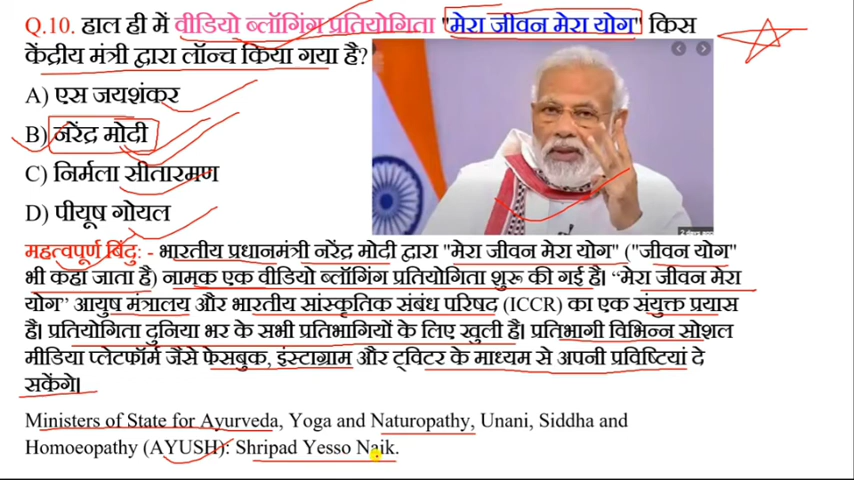 Q.10. हाल ही में वीडियो ब्लॉगिंग प्रतियोगिता "मेरा जीवन मेरा योग" किस
केंद्रीय मंत्री द्वारा लॉन्च किया गया है?
A) एस जयशंकर
B) नरेंद्र मोदी
C) निर्मला सीतारमण
D) पीयूष गोयल
2 days ago
महत्वपूर्ण बिंदु: - भारतीय प्रधानमंत्री नरेंद्र मोदी द्वारा "मेरा जीवन मेरा योग" ("जीवन योग"
भी कहा जाता है) नामक एक वीडियो ब्लॉगिंग प्रतियोगिता शुरू की गई है। “मेरा जीवन मेरा
योग” आयुष मंत्रालय और भारतीय सांस्कृतिक संबंध परिषद (ICCR) का एक संयुक्त प्रयास
है। प्रतियोगिता दुनिया भर के सभी प्रतिभागियों के लिए खुली है। प्रतिभागी विभिन्न सोशल
मीडिया प्लेटफॉर्म जैसे फेसबुक, इंस्टाग्राम और ट्विटर के माध्यम से अपनी प्रविष्टियां दे
सकेंगे।
Ministers of State for Ayurveda, Yoga and Naturopathy, Unani, Siddha and
Homoeopathy (AYUSH): Shripad Yesso Naik.